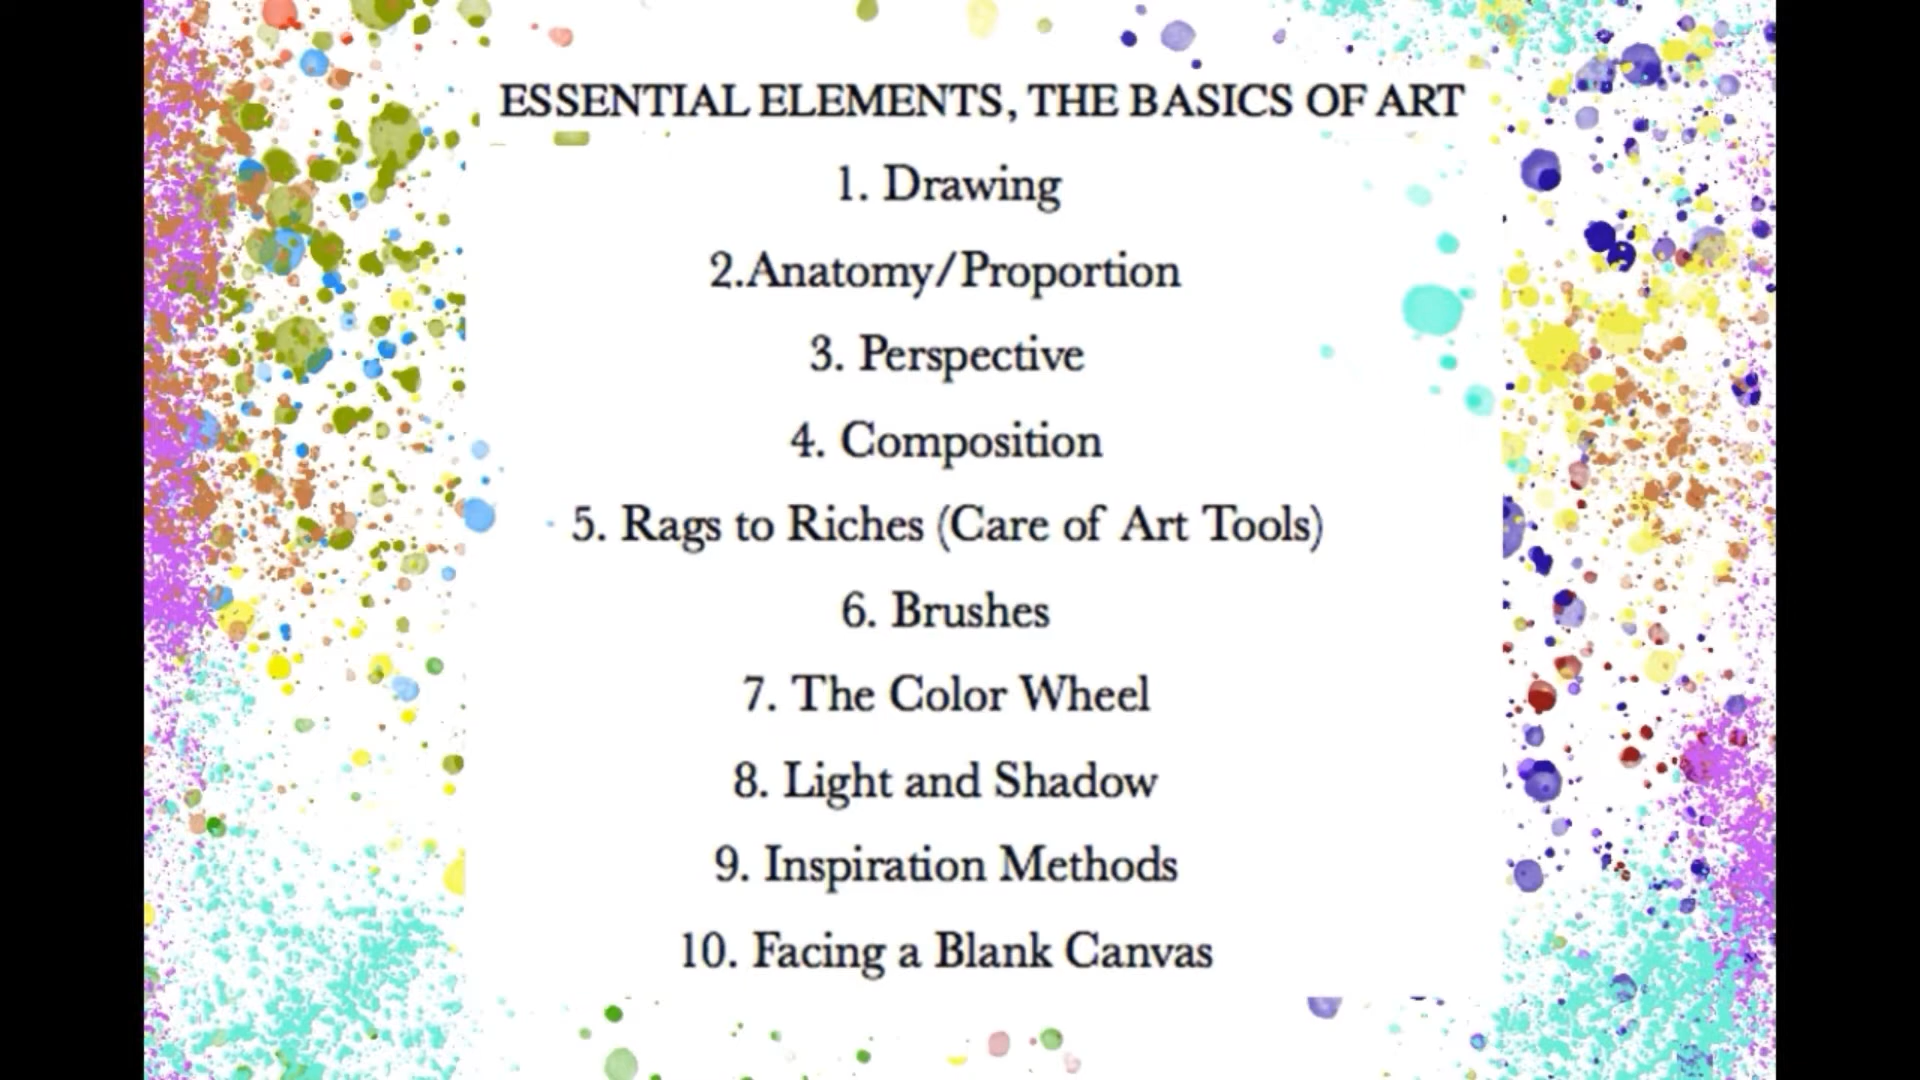 ESSENTIAL ELEMENTS, THE BASICS OF ART
1. Drawing
2.Anatomy/Proportion
3. Perspective
4. Composition
5. Rags to Riches (Care of Art Tools)
6. Brushes
7. The Color Wheel
8. Light and Shadow
9. Inspiration Methods
10. Facing a Blank Canvas